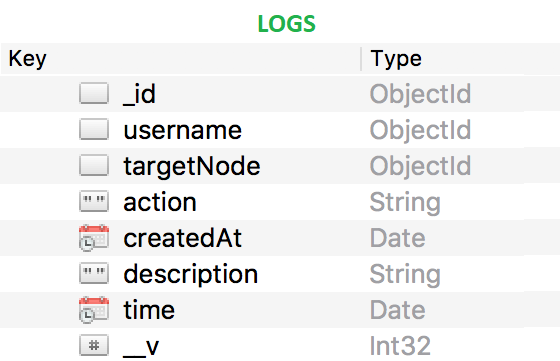 LOGS
Key Type
_id ObjectId
username ObjectId
targetNode ObjectId
" " action String
createdAt Date
" " description String
time Date
# __v Int32